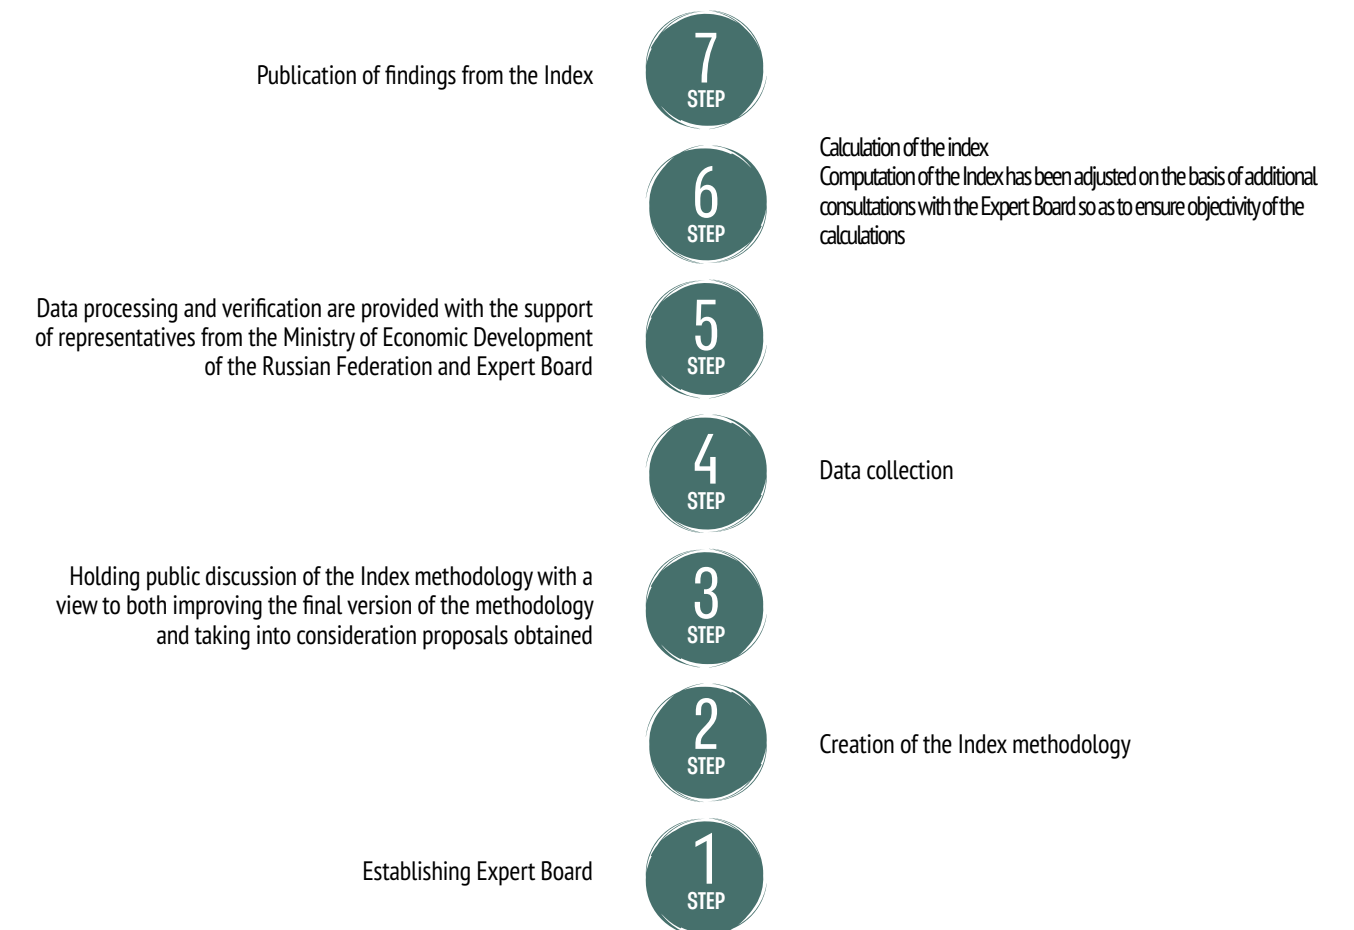 7
STEP
Publication of findings from the Index
6
STEP
Calculation of the index
Computation of the Index has been adjusted on the basis of additional
consultations with the Expert Board so as to ensure objectivity of the
calculations
5
STEP
Data processing and verification are provided with the support
of representatives from the Ministry of Economic Development
of the Russian Federation and Expert Board
4
STEP
Data collection
3
STEP
Holding public discussion of the Index methodology with a
view to both improving the final version of the methodology
and taking into consideration proposals obtained
2
STEP
Creation of the Index methodology
1
STEP
Establishing Expert Board